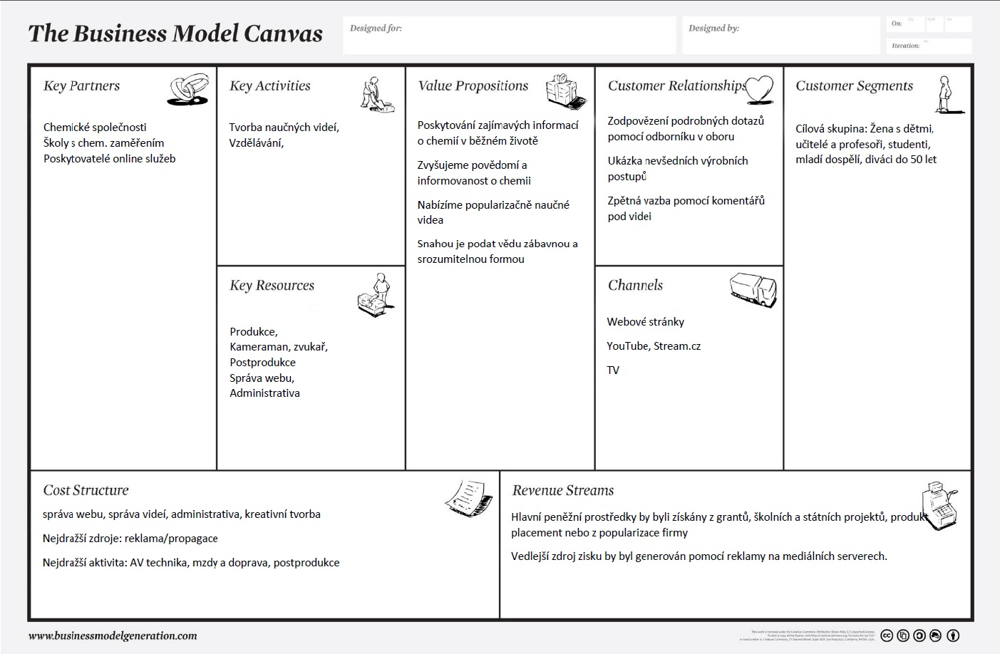 The Business Model Canvas
Designed for:
Designed by:
On:
Iteration:
Key Partners
Chemické společnosti
Školy s chem. zaměřením
Poskytovatelé online služeb
Key Activities
Tvorba naučných videí,
Vzdělávání,
Key Resources
Produkce,
Kameraman, zvukař,
Postprodukce
Správa webu,
Administrativa
Value Propositions
Poskytování zajímavých informací
o chemií v běžném životě
Zvyšujeme povědomí a
informovanost o chemii
Nabízíme popularizačně naučné
videa
Snahou je podat vědu zábavnou a
srozumitelnou formou
Customer Relationships
Zodpovězení podrobných dotazů
pomocí odborníku v oboru
Ukázka nevšedních výrobních
postupů
Zpětná vazba pomocí komentářů
pod videi
Channels
Webové stránky
YouTube, Stream.cz
TV
Customer Segments
Cílová skupina: Žena s dětmi,
učitelé a profesoři, studenti,
mladí dospělí, diváci do 50 let
Cost Structure
správa webu, správa videí, administrativa, kreativní tvorba
Nejdražší zdroje: reklama/propagace
Nejdražší aktivita: AV technika, mzdy a doprava, postprodukce
Revenue Streams
Hlavní peněžní prostředky by byli získány z grantů, školních a státních projektů, produkt
placement nebo z popularizace firmy
Vedlejší zdroj zisku by byl generován pomocí reklamy na mediálních serverech.
www.businessmodelgeneration.com